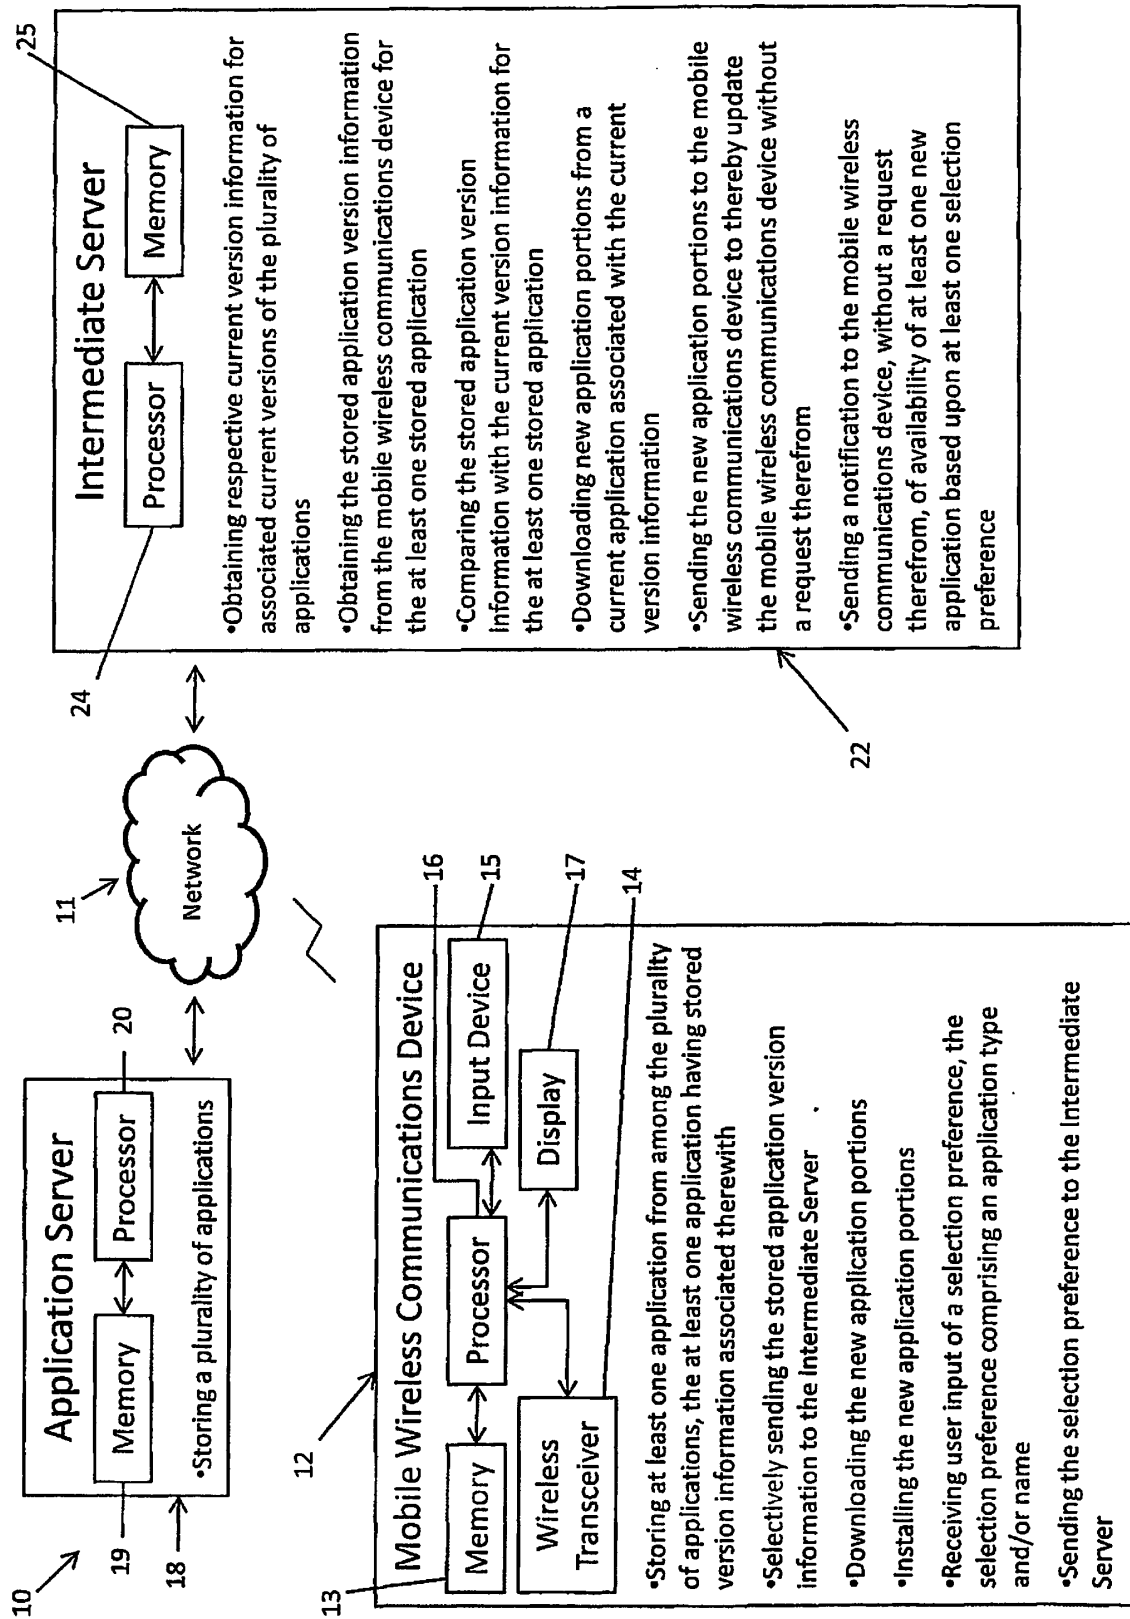 10
Application Server
Memory
Processor
19
20
18
•Storing a plurality of applications
11
Network
12
Mobile Wireless Communications Device
13
Memory
Processor
Input Device
16
15
Wireless
Transceiver
Display
17
14
•Storing at least one application from among the plurality
of applications, the at least one application having stored
version information associated therewith
•Selectively sending the stored application version
information to the Intermediate Server
•Downloading the new application portions
•Installing the new application portions
•Receiving user input of a selection preference, the
selection preference comprising an application type
and/or name
•Sending the selection preference to the Intermediate
Server
24
Intermediate Server
Processor
Memory
25
•Obtaining respective current version information for
associated current versions of the plurality of
applications
•Obtaining the stored application version information
from the mobile wireless communications device for
the at least one stored application
•Comparing the stored application version
information with the current version information for
the at least one stored application
•Downloading new application portions from a
current application associated with the current
version information
•Sending the new application portions to the mobile
wireless communications device to thereby update
the mobile wireless communications device without
a request therefrom
•Sending a notification to the mobile wireless
communications device, without a request
therefrom, of availability of at least one new
application based upon at least one selection
preference
22